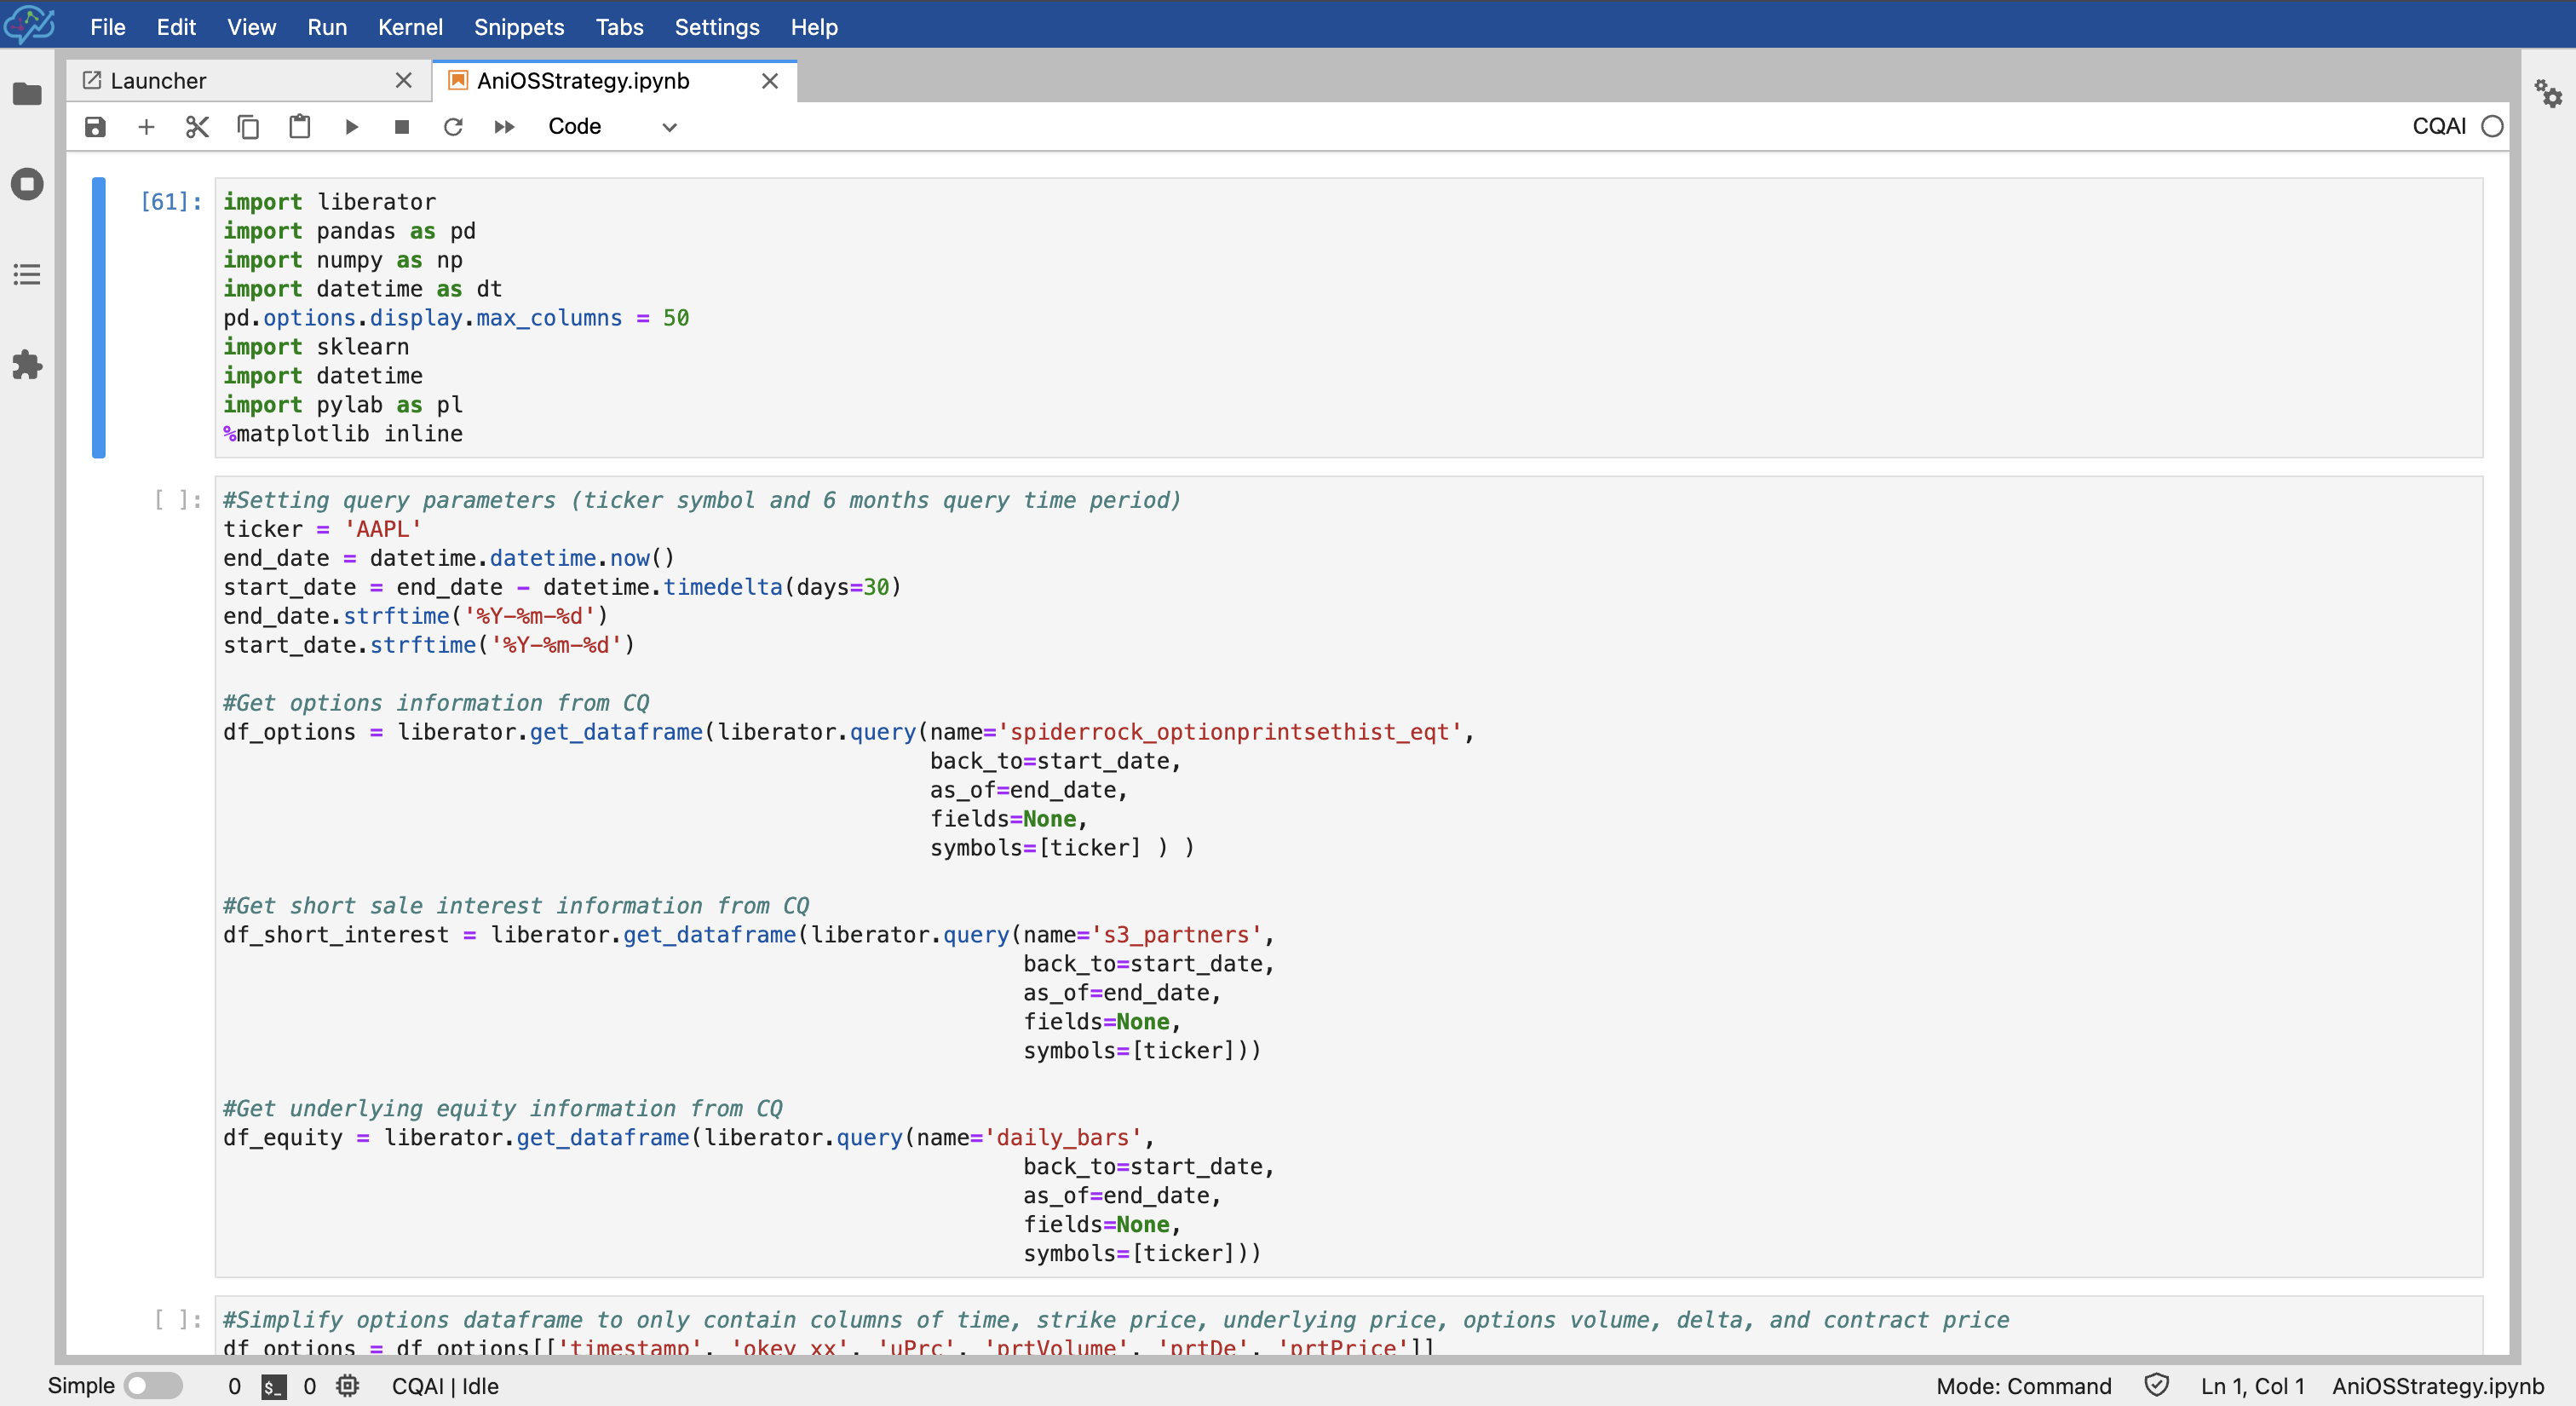 File Edit View Run Kernel Snippets Tabs Settings Help
Launcher AniOSStrategy.ipynb
Code CQAI
[61]: import liberator
import pandas as pd
import numpy as np
import datetime as dt
pd.options.display.max_columns = 50
import sklearn
import datetime
import pylab as pl
%matplotlib inline
[ ]: #Setting query parameters (ticker symbol and 6 months query time period)
ticker = 'AAPL'
end_date = datetime.datetime.now()
start_date = end_date - datetime.timedelta(days=30)
end_date.strftime('%Y-%m-%d')
start_date.strftime('%Y-%m-%d')
#Get options information from CQ
df_options = liberator.get_dataframe(liberator.query(name='spiderrock_optionprintsethist_eqt',
back_to=start_date,
as_of=end_date,
fields=None,
symbols=[ticker] ) )
#Get short sale interest information from CQ
df_short_interest = liberator.get_dataframe(liberator.query(name='s3_partners',
back_to=start_date,
as_of=end_date,
fields=None,
symbols=[ticker]))
#Get underlying equity information from CQ
df_equity = liberator.get_dataframe(liberator.query(name='daily_bars',
back_to=start_date,
as_of=end_date,
fields=None,
symbols=[ticker]))
[ ]: #Simplify options dataframe to only contain columns of time, strike price, underlying price, options volume, delta, and contract price
df_options = df_options[['timestamp', 'okey_xx', 'uPrc', 'prtVolume', 'prtDe', 'prtPrice']]
Simple 0 $_ 0 CQAI | Idle Mode: Command Ln 1, Col 1 AniOSStrategy.ipynb